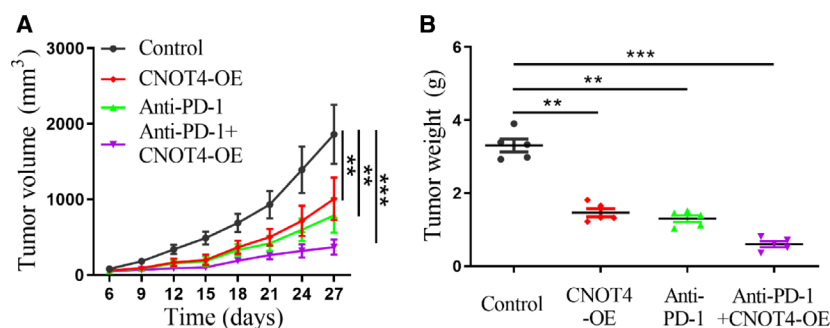 A
Tumor volume (mm³)
3000
2000
1000
0
Control
CNOT4-OE
Anti-PD-1
Anti-PD-1+
CNOT4-OE
**
**
***
6 9 12 15 18 21 24 27
Time (days)
B
Tumor weight (g)
6
4
2
0
***
**
**
Control
CNOT4
-OE
Anti-
PD-1
Anti-PD-1
+CNOT4-OE